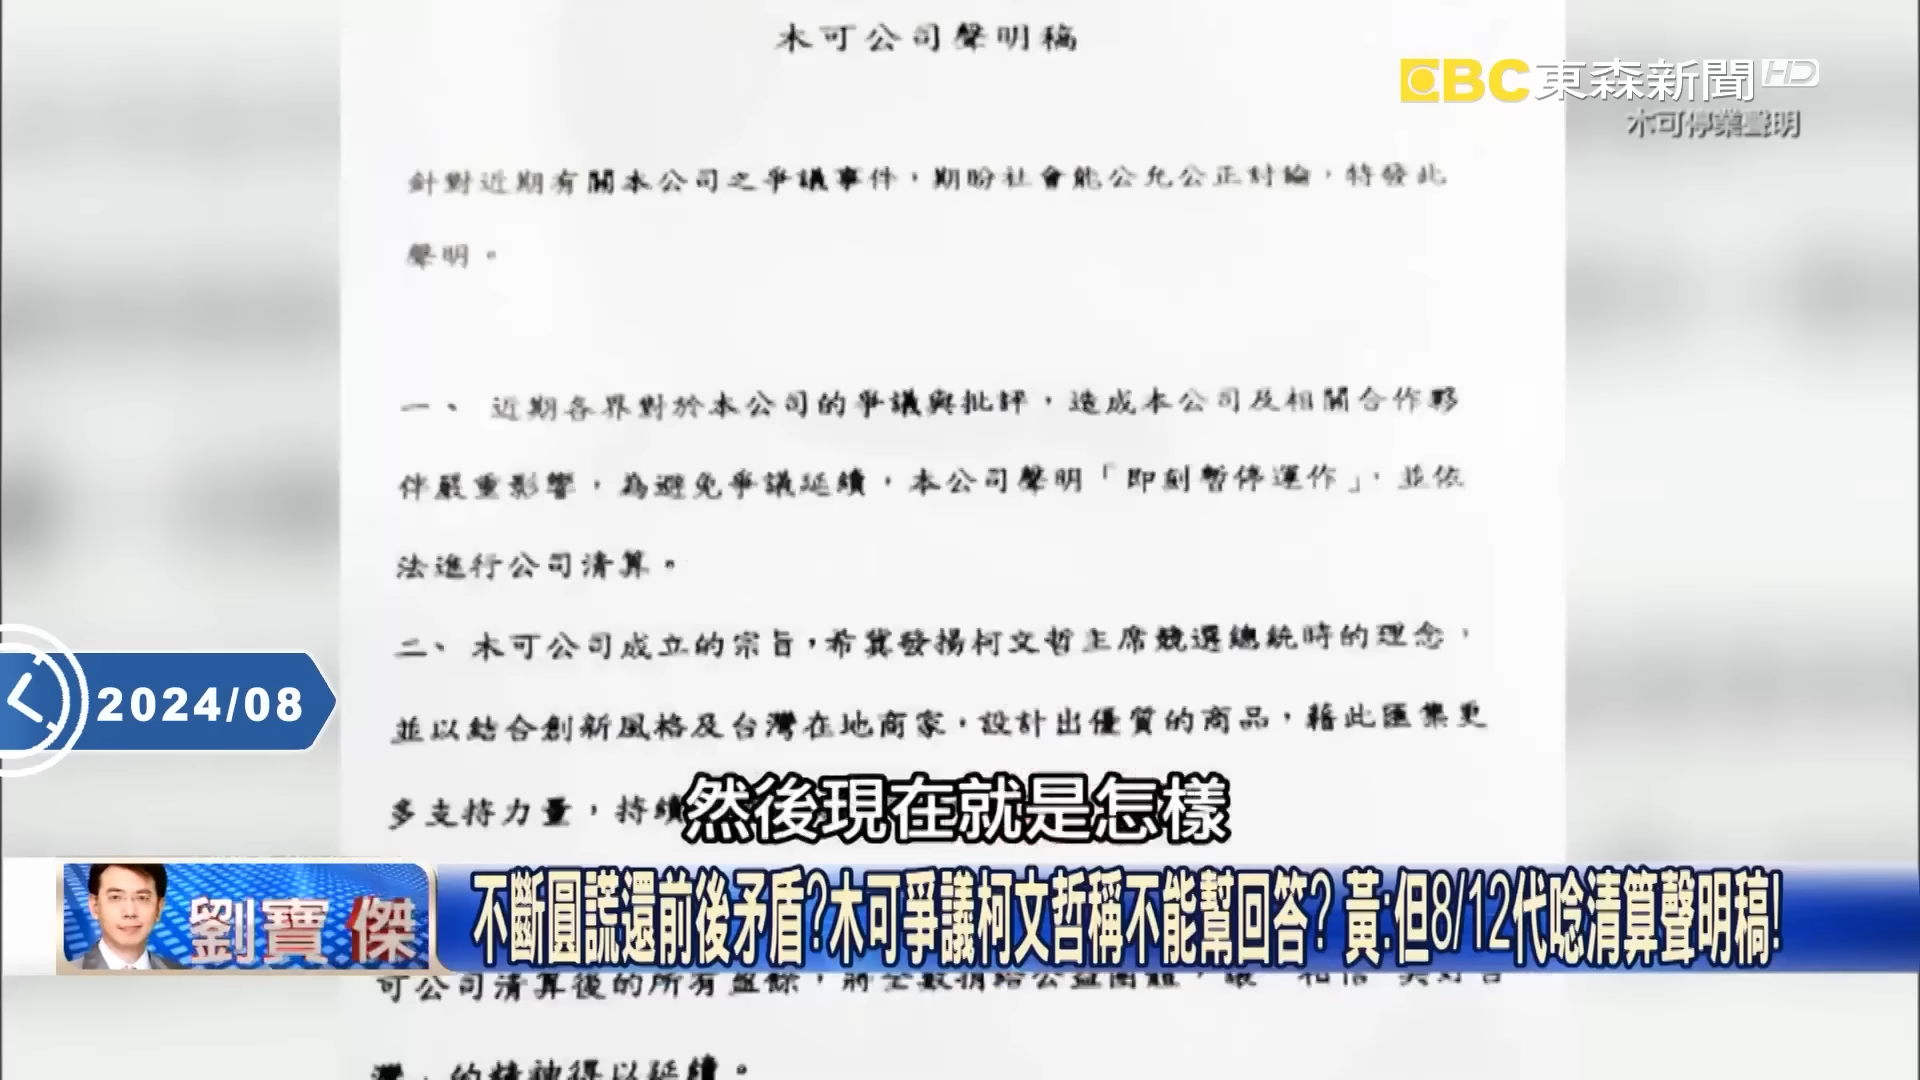 木可公司聲明稿
EBC 東森新聞 HD
木可停業聲明
針對近期有關本公司之爭議事件，期盼社會能公允公正討論，特發此
聲明。
一、 近期各界對於本公司的爭議與批評，造成本公司及相關合作夥
伴嚴重影響，為避免爭議延續，本公司聲明「即刻暫停運作」，並依
法進行公司清算。
二、 木可公司成立的宗旨，希冀發揚柯文哲主席競選總統時的理念，
並以結合創新風格及台灣在地商家，設計出優質的商品，藉此匯集更
多支持力量，持續
2024/08
然後現在就是怎樣
劉寶傑
不斷圓謊還前後矛盾?木可爭議柯文哲稱不能幫回答? 黃:但8/12代唸清算聲明稿!
可公司清算後的所有盈餘，將全數捐給公益團體，讓
灣」的精神得以延續。